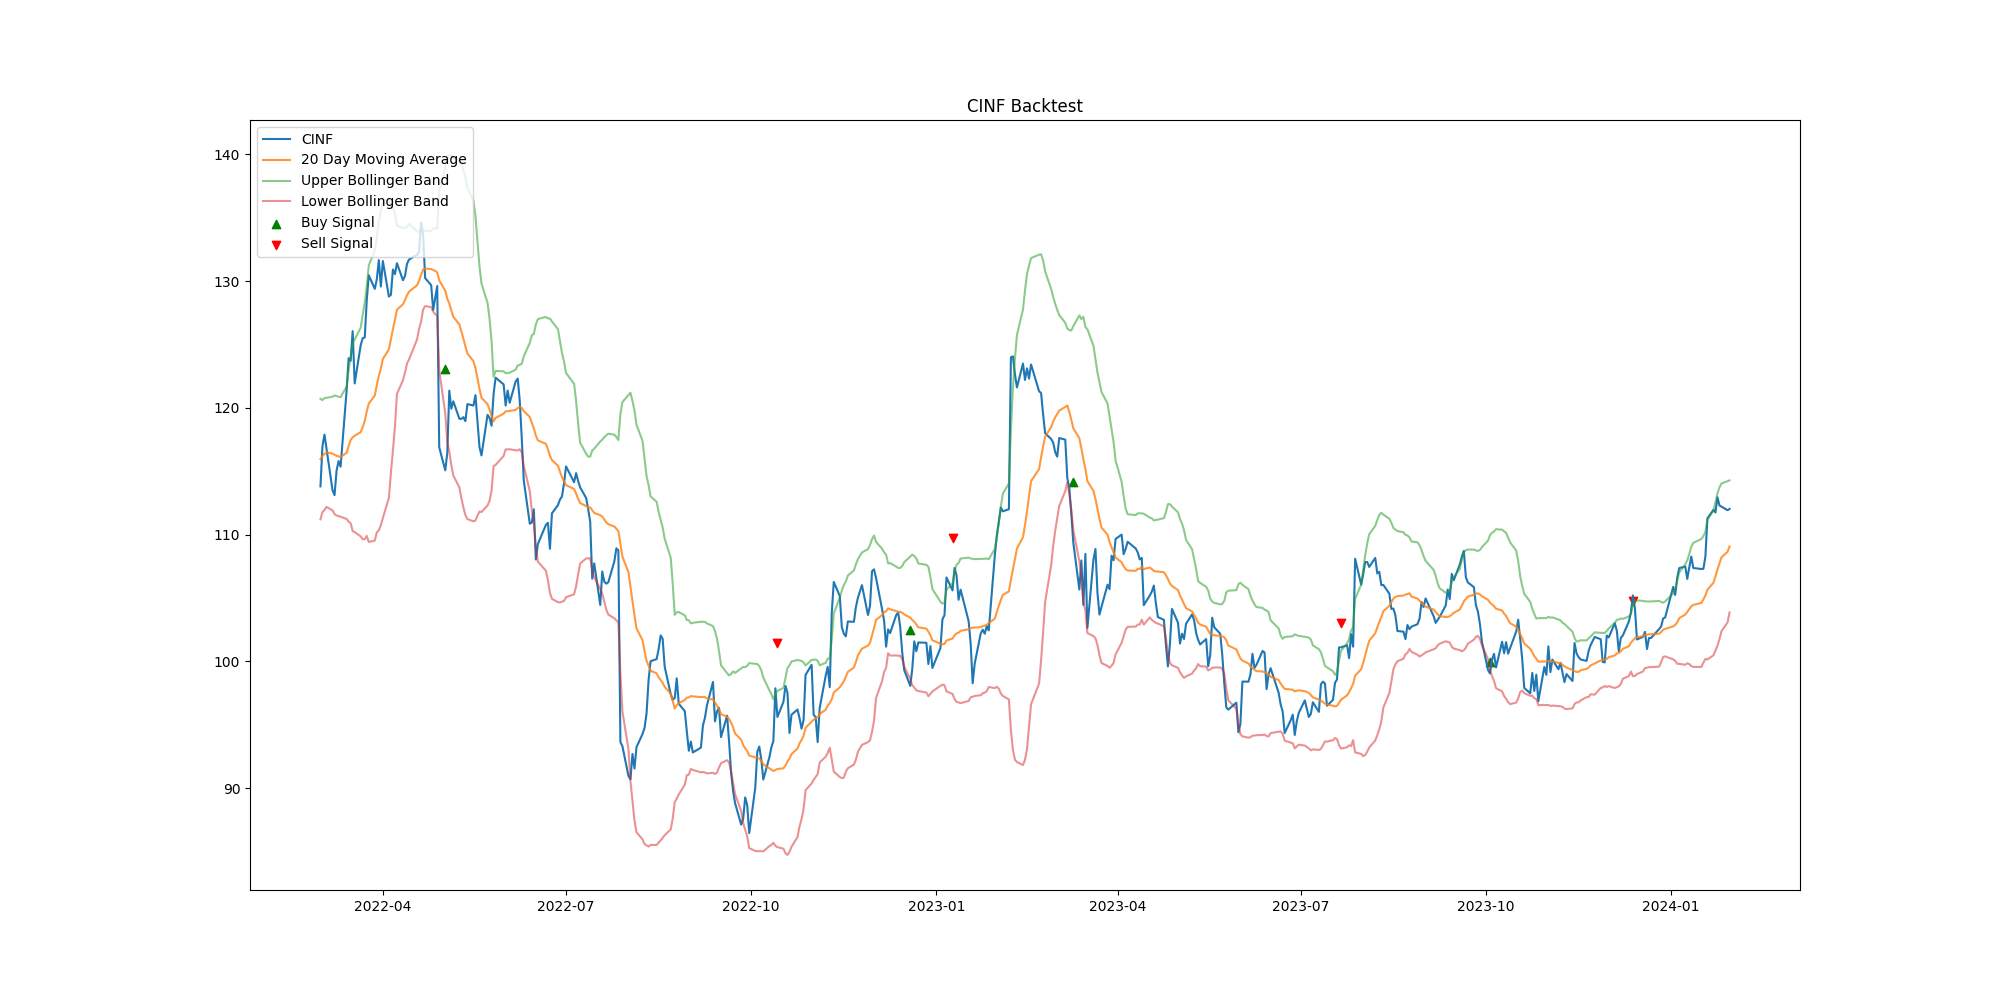 CINF Backtest
CINF
20 Day Moving Average
Upper Bollinger Band
Lower Bollinger Band
Buy Signal
Sell Signal
140
130
120
110
100
90
2022-04 2022-07 2022-10 2023-01 2023-04 2023-07 2023-10 2024-01